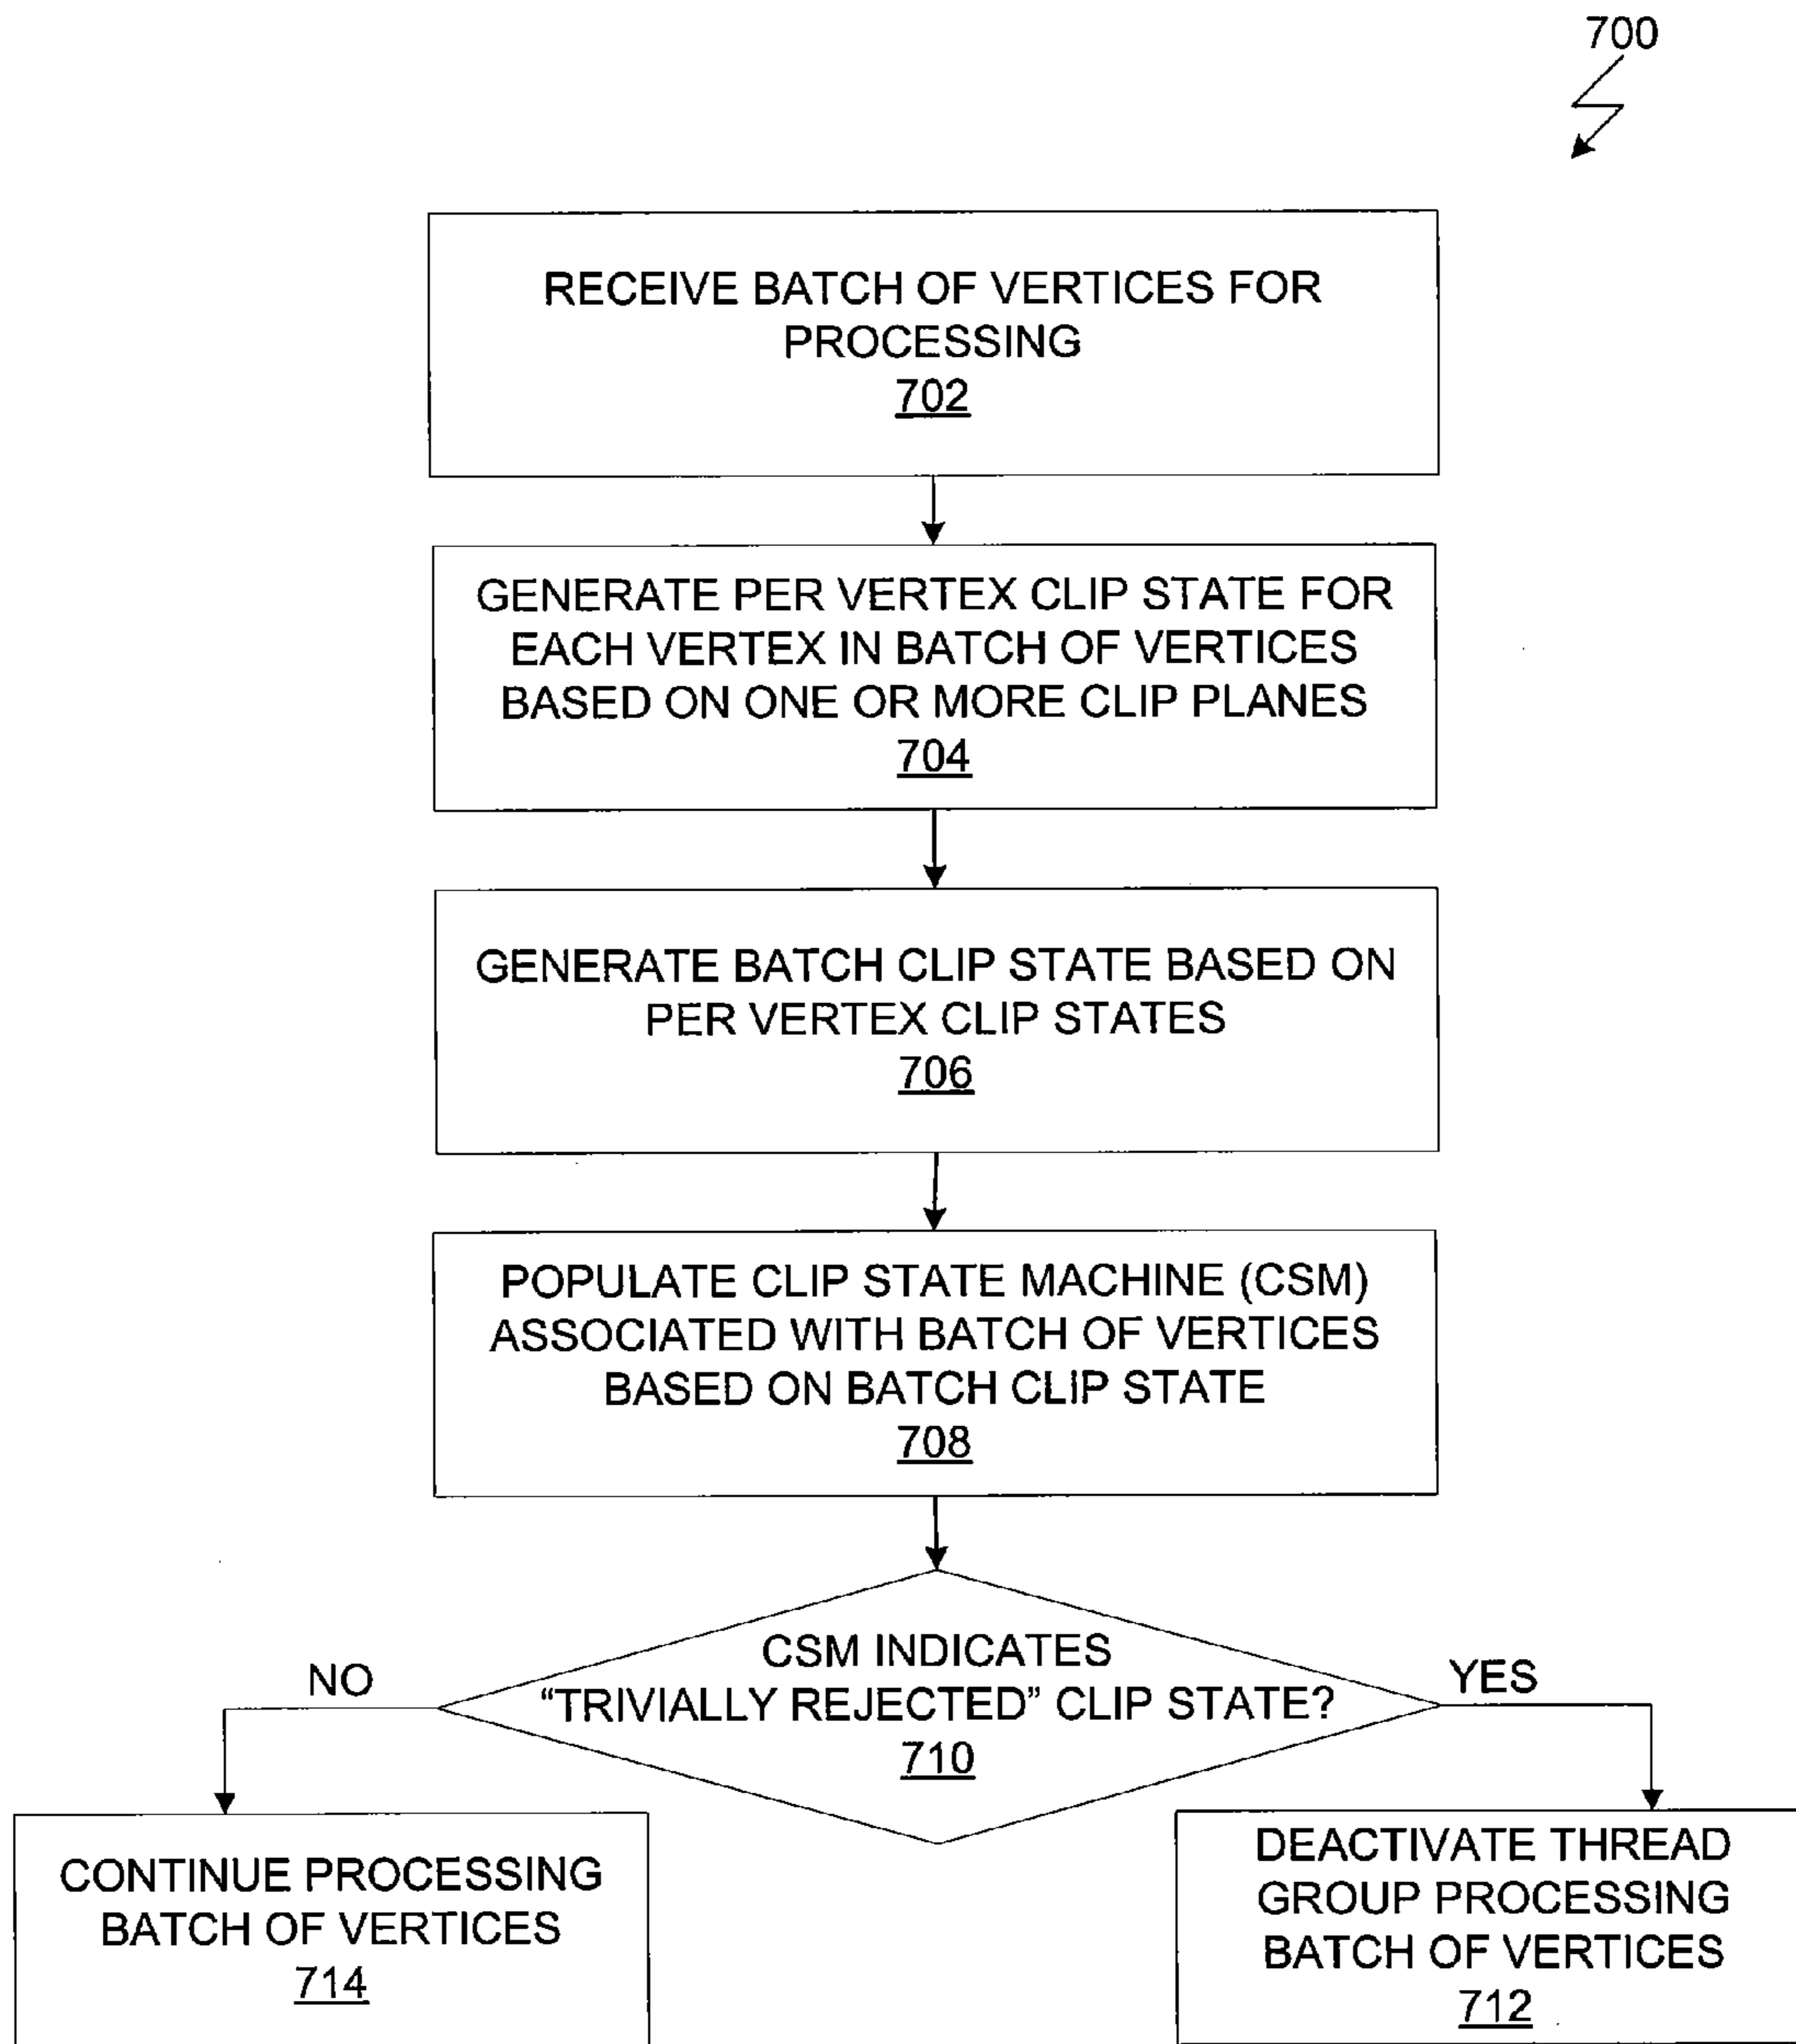 700
RECEIVE BATCH OF VERTICES FOR
PROCESSING
702
GENERATE PER VERTEX CLIP STATE FOR
EACH VERTEX IN BATCH OF VERTICES
BASED ON ONE OR MORE CLIP PLANES
704
GENERATE BATCH CLIP STATE BASED ON
PER VERTEX CLIP STATES
706
POPULATE CLIP STATE MACHINE (CSM)
ASSOCIATED WITH BATCH OF VERTICES
BASED ON BATCH CLIP STATE
708
CSM INDICATES
“TRIVIALLY REJECTED” CLIP STATE?
710
NO
YES
CONTINUE PROCESSING
BATCH OF VERTICES
714
DEACTIVATE THREAD
GROUP PROCESSING
BATCH OF VERTICES
712